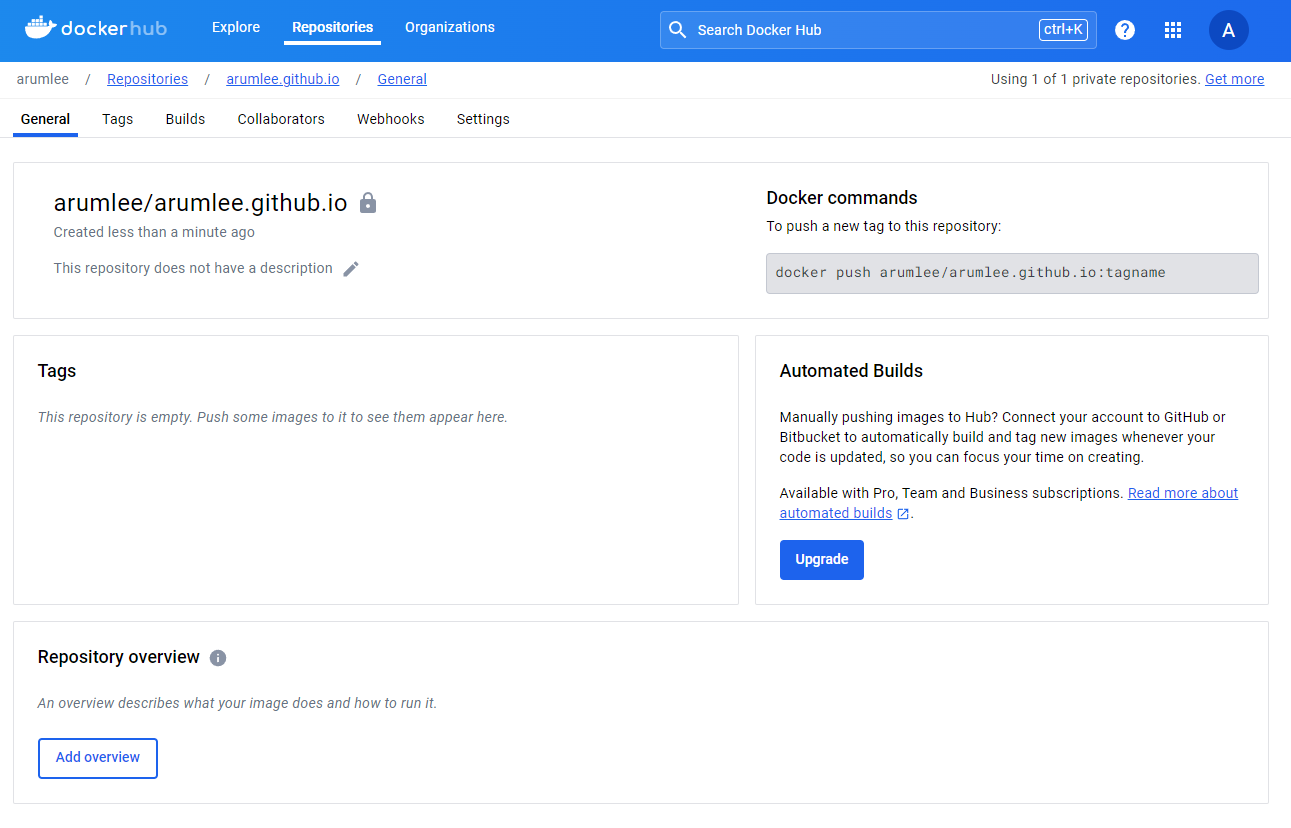 dockerhub Explore Repositories Organizations Search Docker Hub ctrl+K ? A
arumlee / Repositories / arumlee.github.io / General Using 1 of 1 private repositories. Get more
General Tags Builds Collaborators Webhooks Settings
arumlee/arumlee.github.io
Created less than a minute ago
This repository does not have a description
Docker commands
To push a new tag to this repository:
docker push arumlee/arumlee.github.io:tagname
Tags
This repository is empty. Push some images to it to see them appear here.
Automated Builds
Manually pushing images to Hub? Connect your account to GitHub or
Bitbucket to automatically build and tag new images whenever your
code is updated, so you can focus your time on creating.
Available with Pro, Team and Business subscriptions. Read more about
automated builds .
Upgrade
Repository overview i
An overview describes what your image does and how to run it.
Add overview